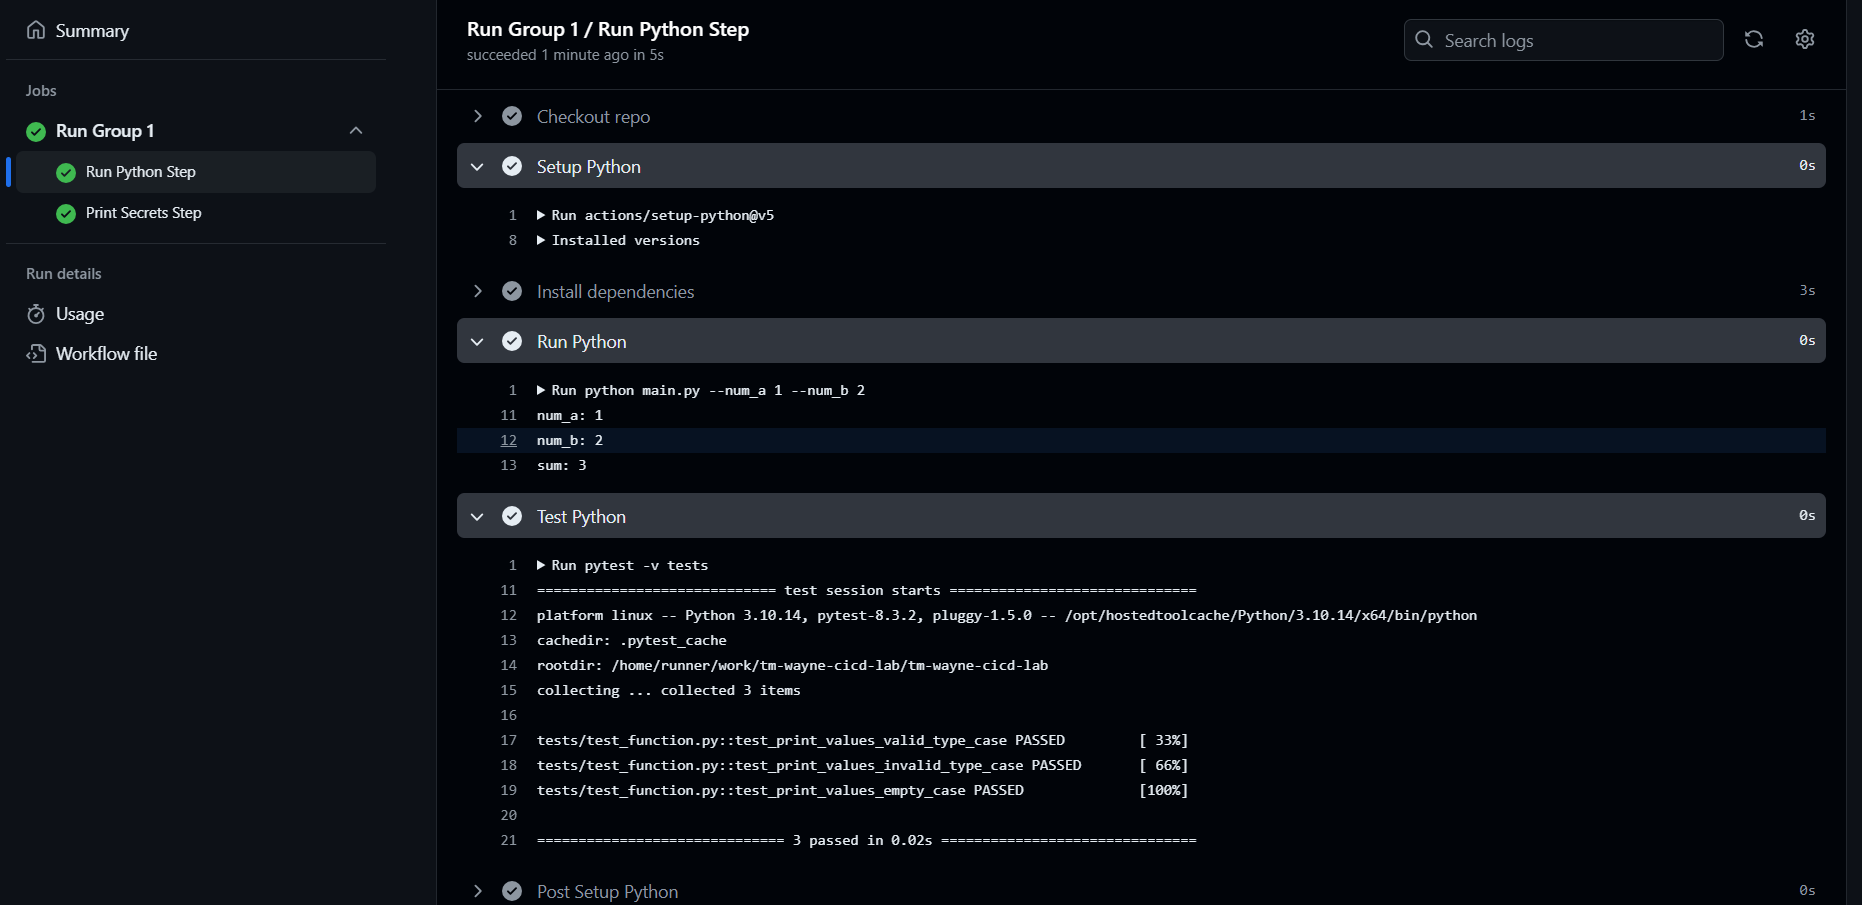 Summary
Jobs
Run Group 1
Run Python Step
Print Secrets Step
Run details
Usage
Workflow file
Run Group 1 / Run Python Step
succeeded 1 minute ago in 5s
Search logs
Checkout repo 1s
Setup Python 0s
1 Run actions/setup-python@v5
8 Installed versions
Install dependencies 3s
Run Python 0s
1 Run python main.py --num_a 1 --num_b 2
11 num_a: 1
12 num_b: 2
13 sum: 3
Test Python 0s
1 Run pytest -v tests
11 ============================= test session starts ==============================
12 platform linux -- Python 3.10.14, pytest-8.3.2, pluggy-1.5.0 -- /opt/hostedtoolcache/Python/3.10.14/x64/bin/python
13 cachedir: .pytest_cache
14 rootdir: /home/runner/work/tm-wayne-cicd-lab/tm-wayne-cicd-lab
15 collecting ... collected 3 items
16
17 tests/test_function.py::test_print_values_valid_type_case PASSED [ 33%]
18 tests/test_function.py::test_print_values_invalid_type_case PASSED [ 66%]
19 tests/test_function.py::test_print_values_empty_case PASSED [100%]
20
21 ============================== 3 passed in 0.02s ===============================
Post Setup Python 0s